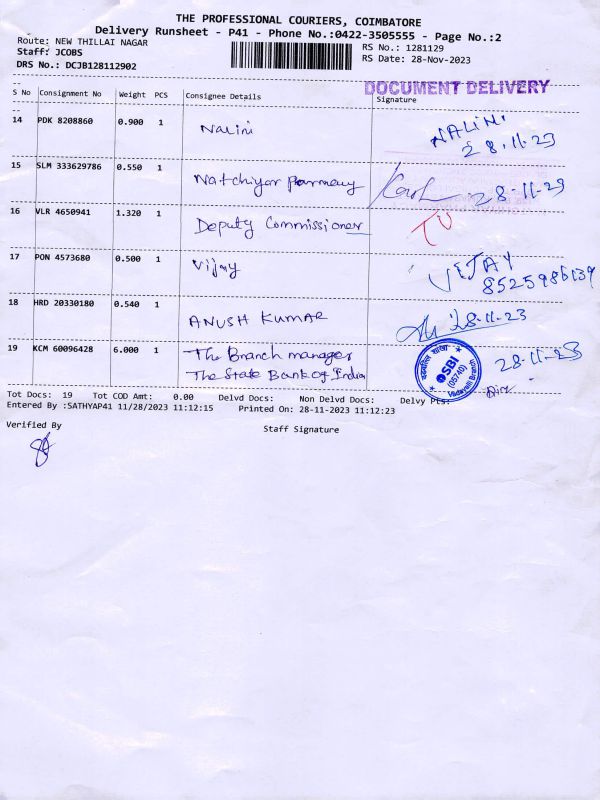 THE PROFESSIONAL COURIERS, COIMBATORE
Delivery Runsheet - P41 - Phone No.:0422-3505555 - Page No.:2
Route: NEW THILLAI NAGAR
RS No.: 1281129
Staff: JCOBS
RS Date: 28-Nov-2023
DRS No.: DCJB128112902
DOCUMENT DELIVERY
S No Consignment No Weight PCS Consignee Details Signature
14 PDK 8208860 0.900 1 Nalini NALINI
28.11.23
15 SLM 333629786 0.550 1 Natchiyar Pharmacy 28-11-23
16 VLR 4650941 1.320 1 Deputy Commissioner
17 PON 4573680 0.500 1 Vijay VIJAY
8525986139
18 HRD 20330180 0.540 1 ANUSH KUMAR 28.11.23
19 KCM 60096428 6.000 1 The Branch manager 28-11-23
The State Bank of India
SBI
(05740)
Vadavalli Branch
Tot Docs: 19 Tot COD Amt: 0.00 Delvd Docs: Non Delvd Docs: Delvy Pts:
Entered By :SATHYAP41 11/28/2023 11:12:15 Printed On: 28-11-2023 11:12:23
Verified By
Staff Signature